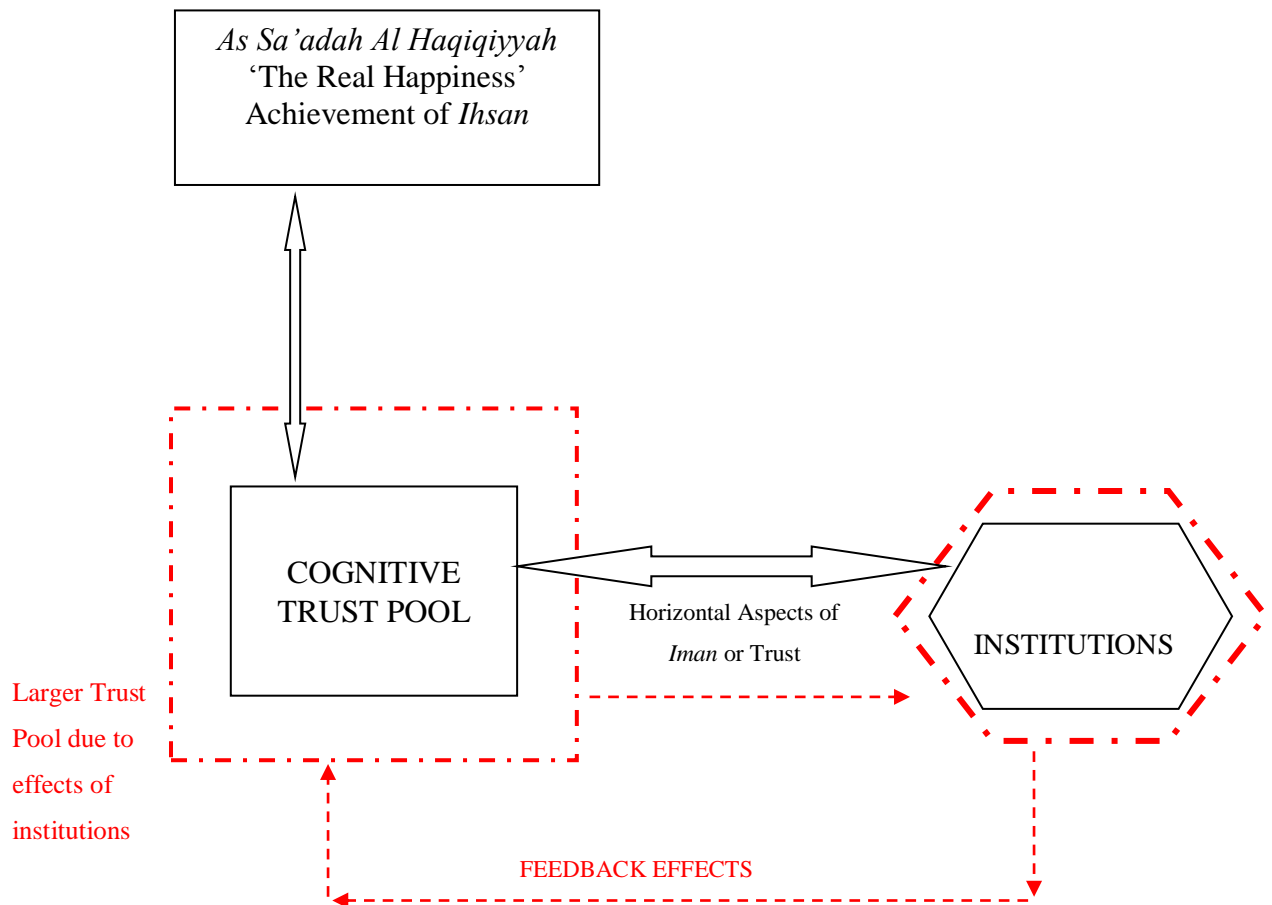 As Sa’adah Al Haqiqiyyah
‘The Real Happiness’
Achievement of Ihsan
COGNITIVE
TRUST POOL
Horizontal Aspects of
Iman or Trust
INSTITUTIONS
Larger Trust
Pool due to
effects of
institutions
FEEDBACK EFFECTS